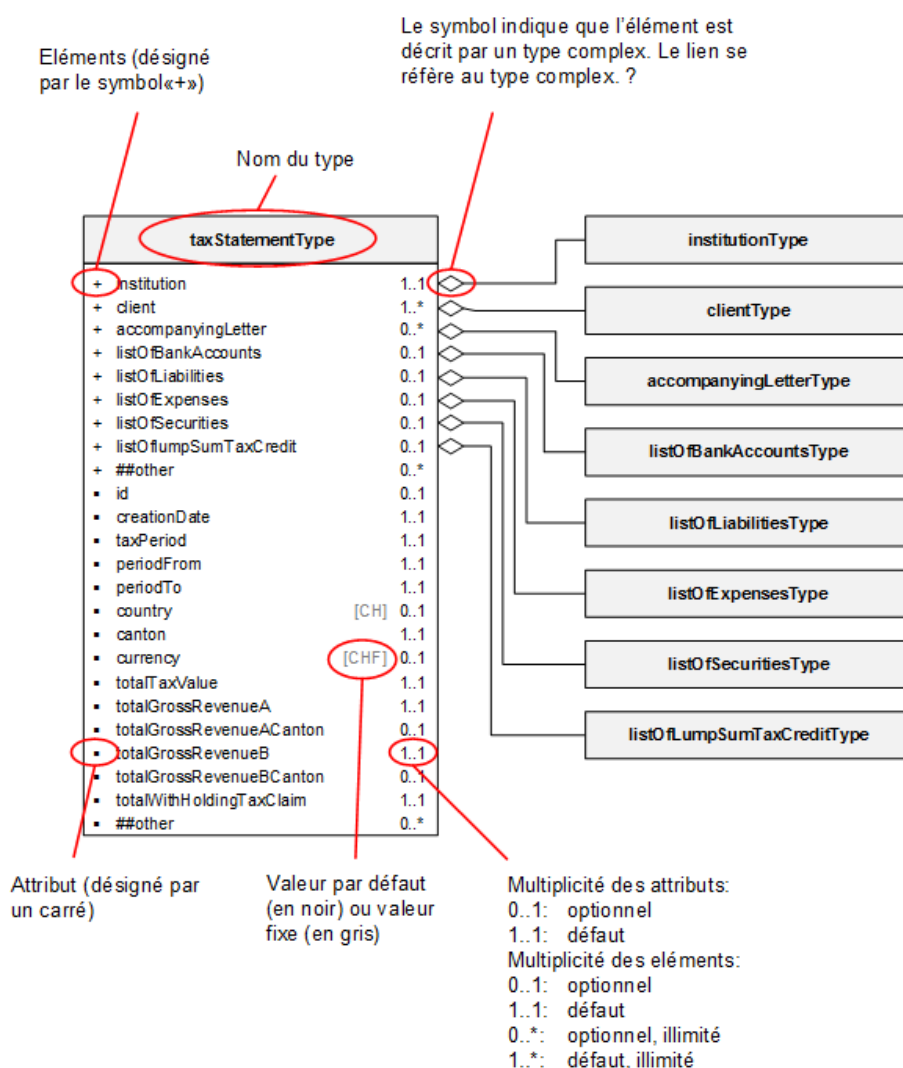 Le symbol indique que l'élément est
décrit par un type complex. Le lien se
réfère au type complex. ?
Eléments (désigné
par le symbol«+»)
Nom du type
taxStatementType
+ institution 1..1
+ client 1..*
+ accompanyingLetter 0..*
+ listOfBankAccounts 0..1
+ listOfLiabilities 0..1
+ listOfExpenses 0..1
+ listOfSecurities 0..1
+ listOflumpSumTaxCredit 0..1
+ ##other 0..*
▪ id 0..1
▪ creationDate 1..1
▪ taxPeriod 1..1
▪ periodFrom 1..1
▪ periodTo 1..1
▪ country [CH] 0..1
▪ canton 1..1
▪ currency [CHF] 0..1
▪ totalTaxValue 1..1
▪ totalGrossRevenueA 1..1
▪ totalGrossRevenueACanton 0..1
▪ totalGrossRevenueB 1..1
▪ totalGrossRevenueBCanton 0..1
▪ totalWithHoldingTaxClaim 1..1
▪ ##other 0..*
institutionType
clientType
accompanyingLetterType
listOfBankAccountsType
listOfLiabilitiesType
listOfExpensesType
listOfSecuritiesType
listOfLumpSumTaxCreditType
Attribut (désigné par
un carré)
Valeur par défaut
(en noir) ou valeur
fixe (en gris)
Multiplicité des attributs:
0..1: optionnel
1..1: défaut
Multiplicité des eléments:
0..1: optionnel
1..1: défaut
0..*: optionnel, illimité
1..*: défaut, illimité